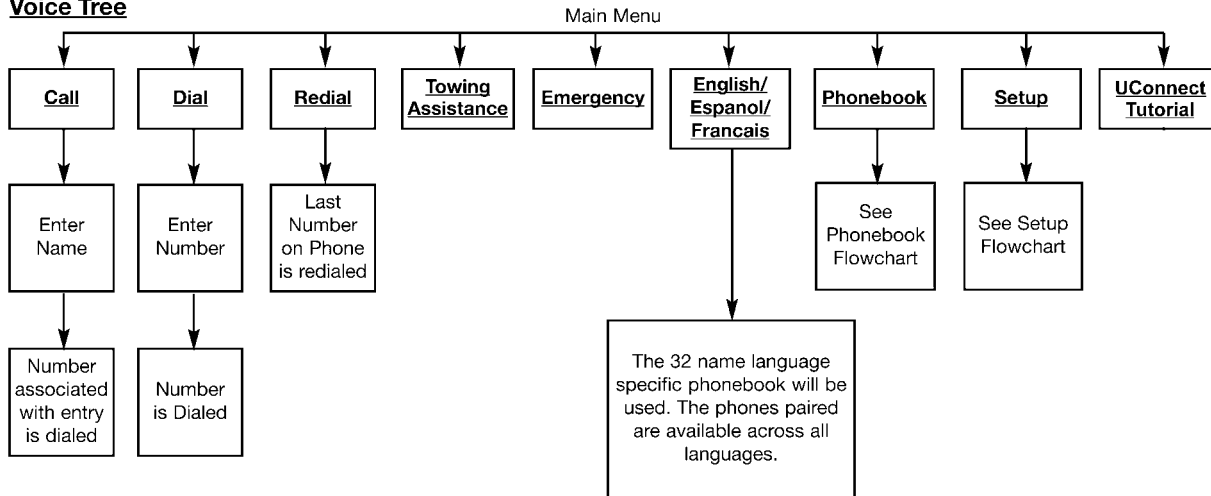 Voice Tree
Main Menu
Call
Dial
Redial
Towing
Assistance
Emergency
English/
Espanol/
Francais
Phonebook
Setup
UConnect
Tutorial
Enter
Name
Enter
Number
Last
Number
on Phone
is redialed
See
Phonebook
Flowchart
See Setup
Flowchart
Number
associated
with entry
is dialed
Number
is Dialed
The 32 name language
specific phonebook will be
used. The phones paired
are available across all
languages.